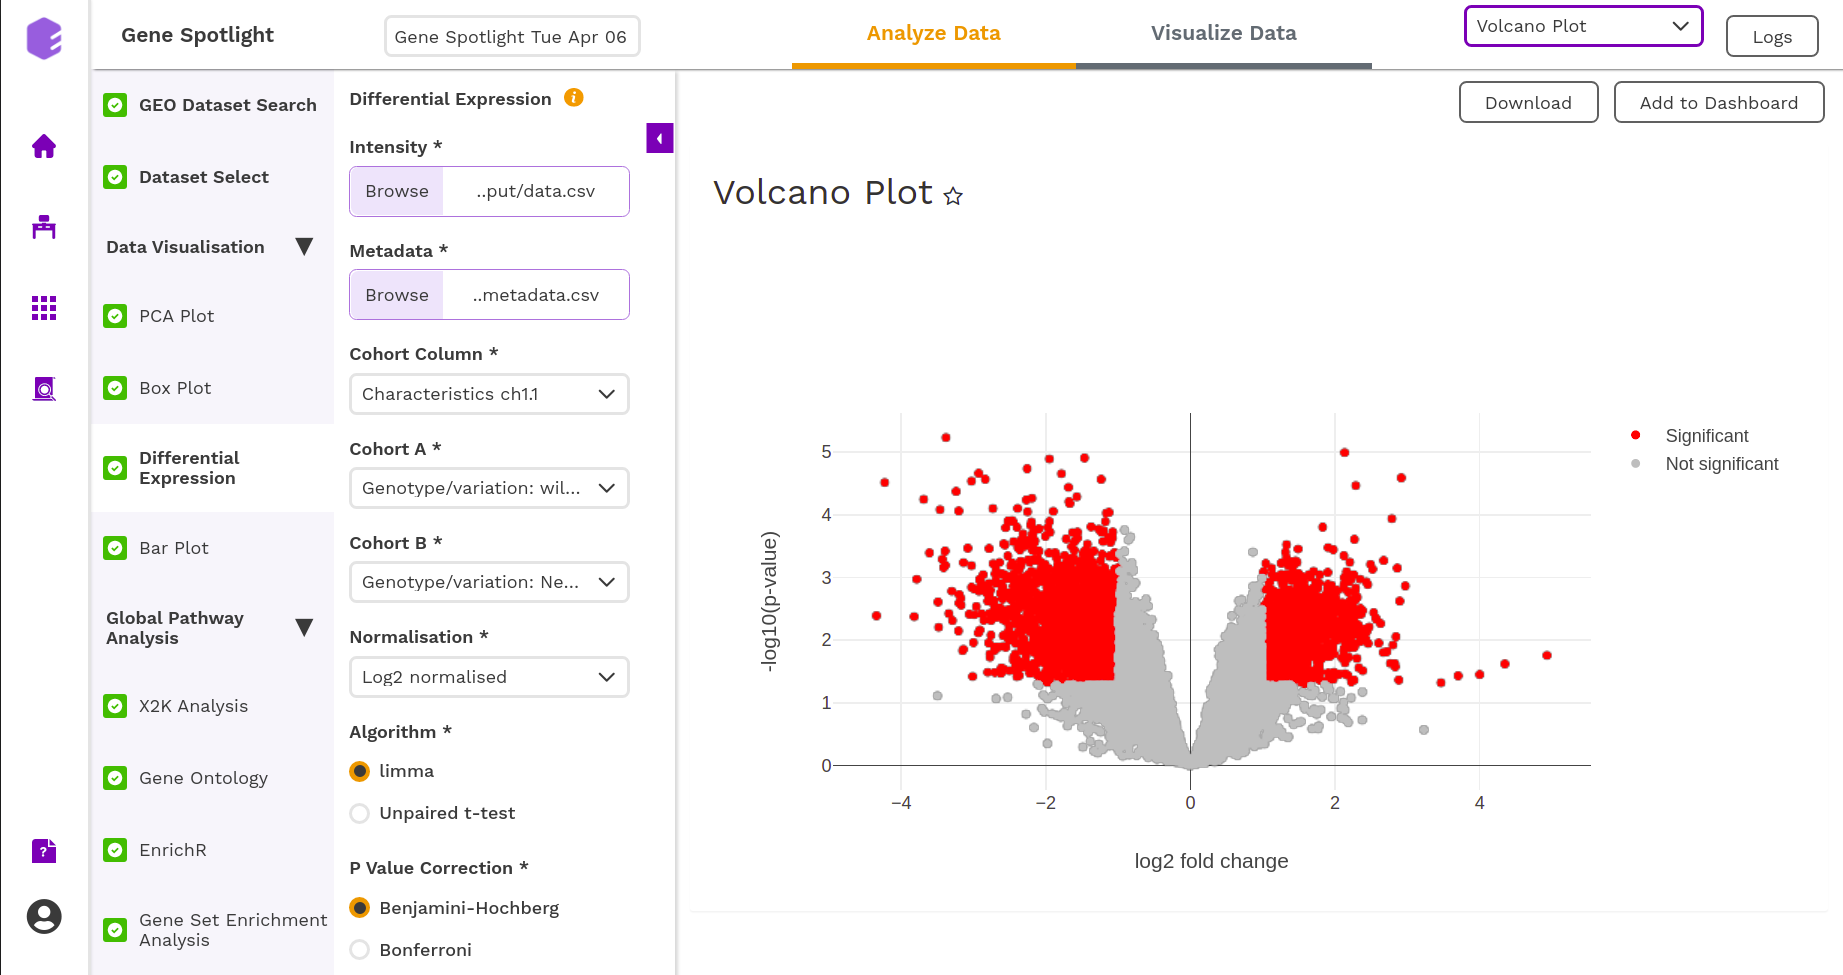 Gene Spotlight
Gene Spotlight Tue Apr 06
Analyze Data
Visualize Data
Volcano Plot
Logs
GEO Dataset Search
Dataset Select
Data Visualisation
PCA Plot
Box Plot
Differential
Expression
Bar Plot
Global Pathway
Analysis
X2K Analysis
Gene Ontology
EnrichR
Gene Set Enrichment
Analysis
Differential Expression i
Intensity *
Browse ..put/data.csv
Metadata *
Browse ..metadata.csv
Cohort Column *
Characteristics ch1.1
Cohort A *
Genotype/variation: wil...
Cohort B *
Genotype/variation: Ne...
Normalisation *
Log2 normalised
Algorithm *
limma
Unpaired t-test
P Value Correction *
Benjamini-Hochberg
Bonferroni
Download
Add to Dashboard
Volcano Plot
5
4
3
2
1
0
-log10(p-value)
−4 −2 0 2 4
log2 fold change
Significant
Not significant
?